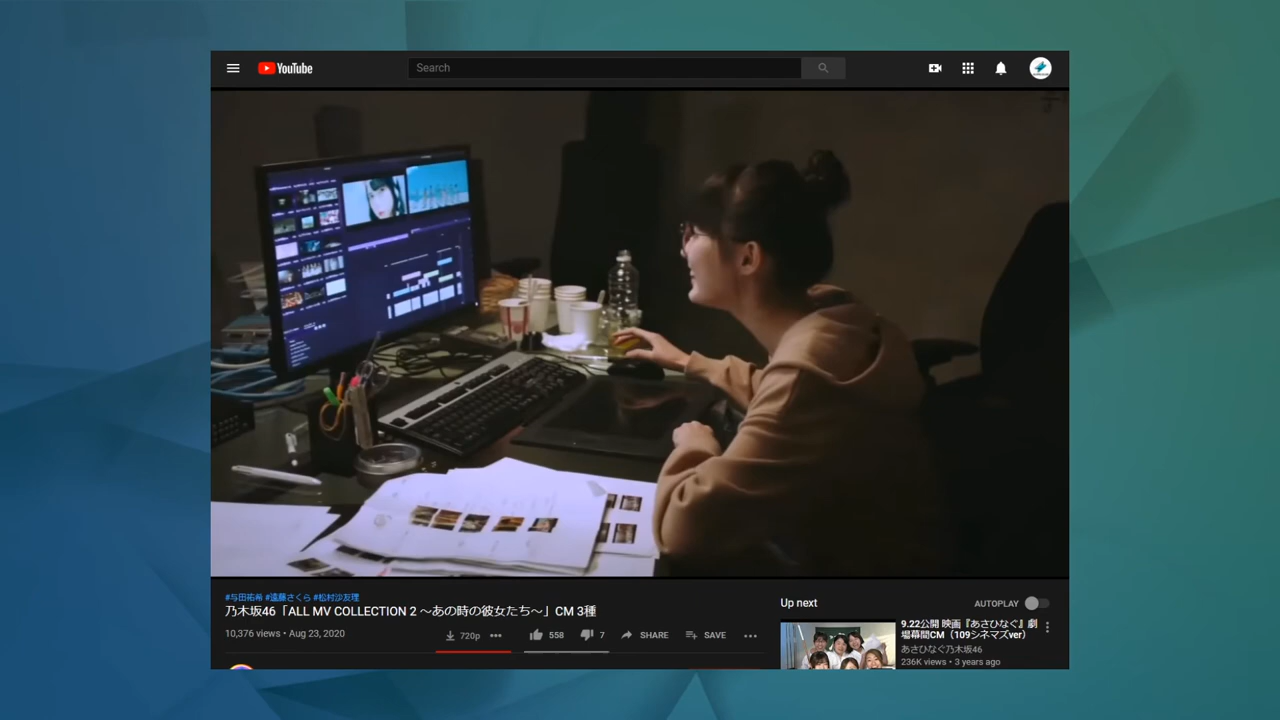 YouTube
Search
#与田祐希 #遠藤さくら #松村沙友理
乃木坂46「ALL MV COLLECTION 2 〜あの時の彼女たち〜」CM 3種
10,376 views • Aug 23, 2020
720p
558
7
SHARE
SAVE
Up next
AUTOPLAY
9.22公開 映画『あさひなぐ』劇
場幕間CM（109シネマズver）
あさひなぐ乃木坂46
236K views • 3 years ago